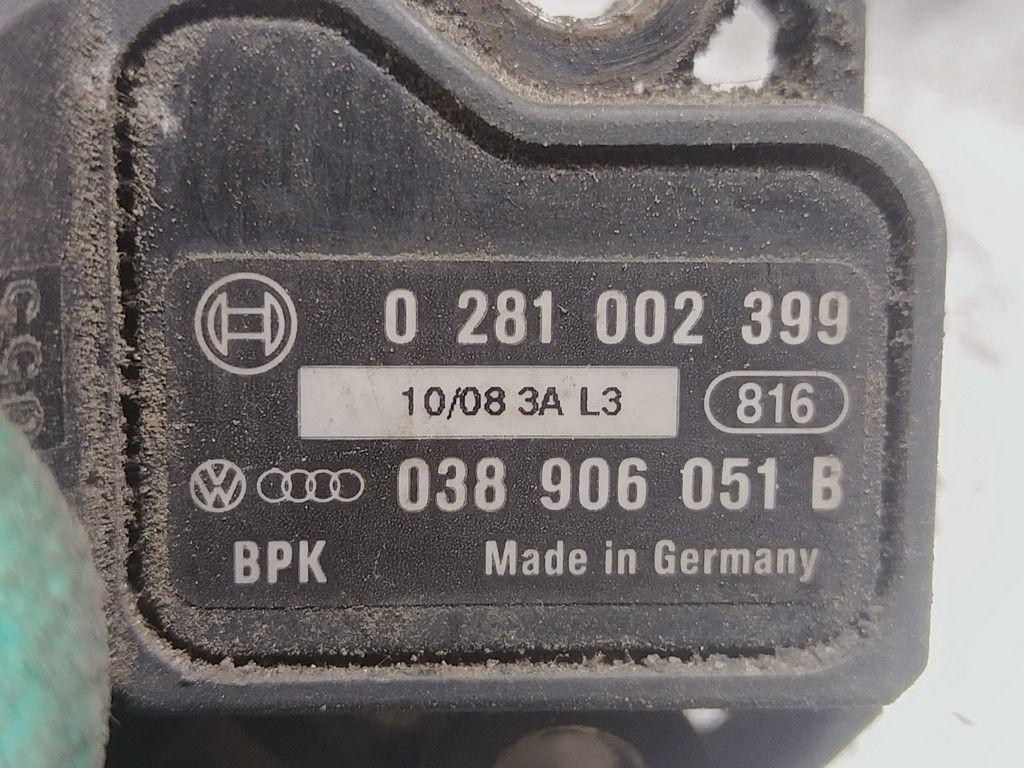 0 281 002 399
10/08 3A L3
816
038 906 051 B
BPK
Made in Germany